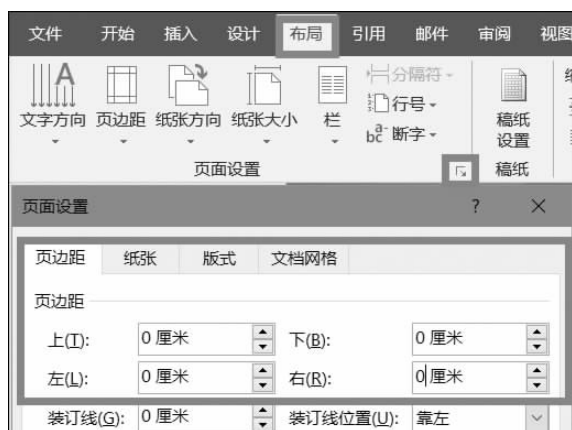 文件 开始 插入 设计 布局 引用 邮件 审阅 视图
文字方向 页边距 纸张方向 纸张大小 栏 分隔符 行号 断字 稿纸设置
页面设置 稿纸
页面设置 ? ×
页边距 纸张 版式 文档网格
页边距
上(T): 0 厘米 下(B): 0 厘米
左(L): 0 厘米 右(R): 0 厘米
装订线(G): 0 厘米 装订线位置(U): 靠左